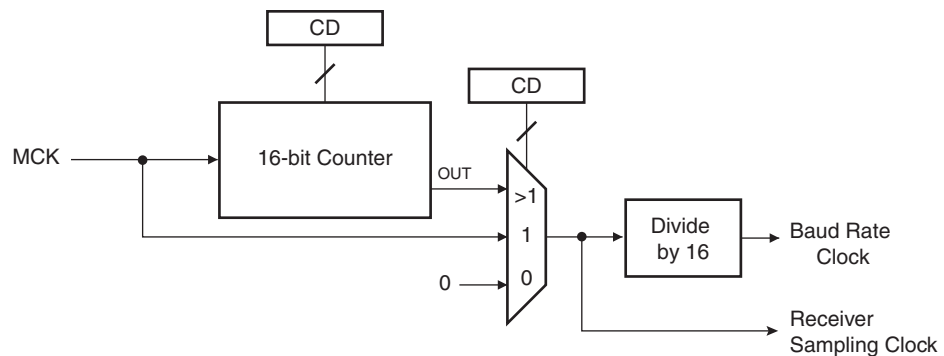 CD
CD
MCK
16-bit Counter
OUT
>1
1
0
0
Divide
by 16
Baud Rate
Clock
Receiver
Sampling Clock